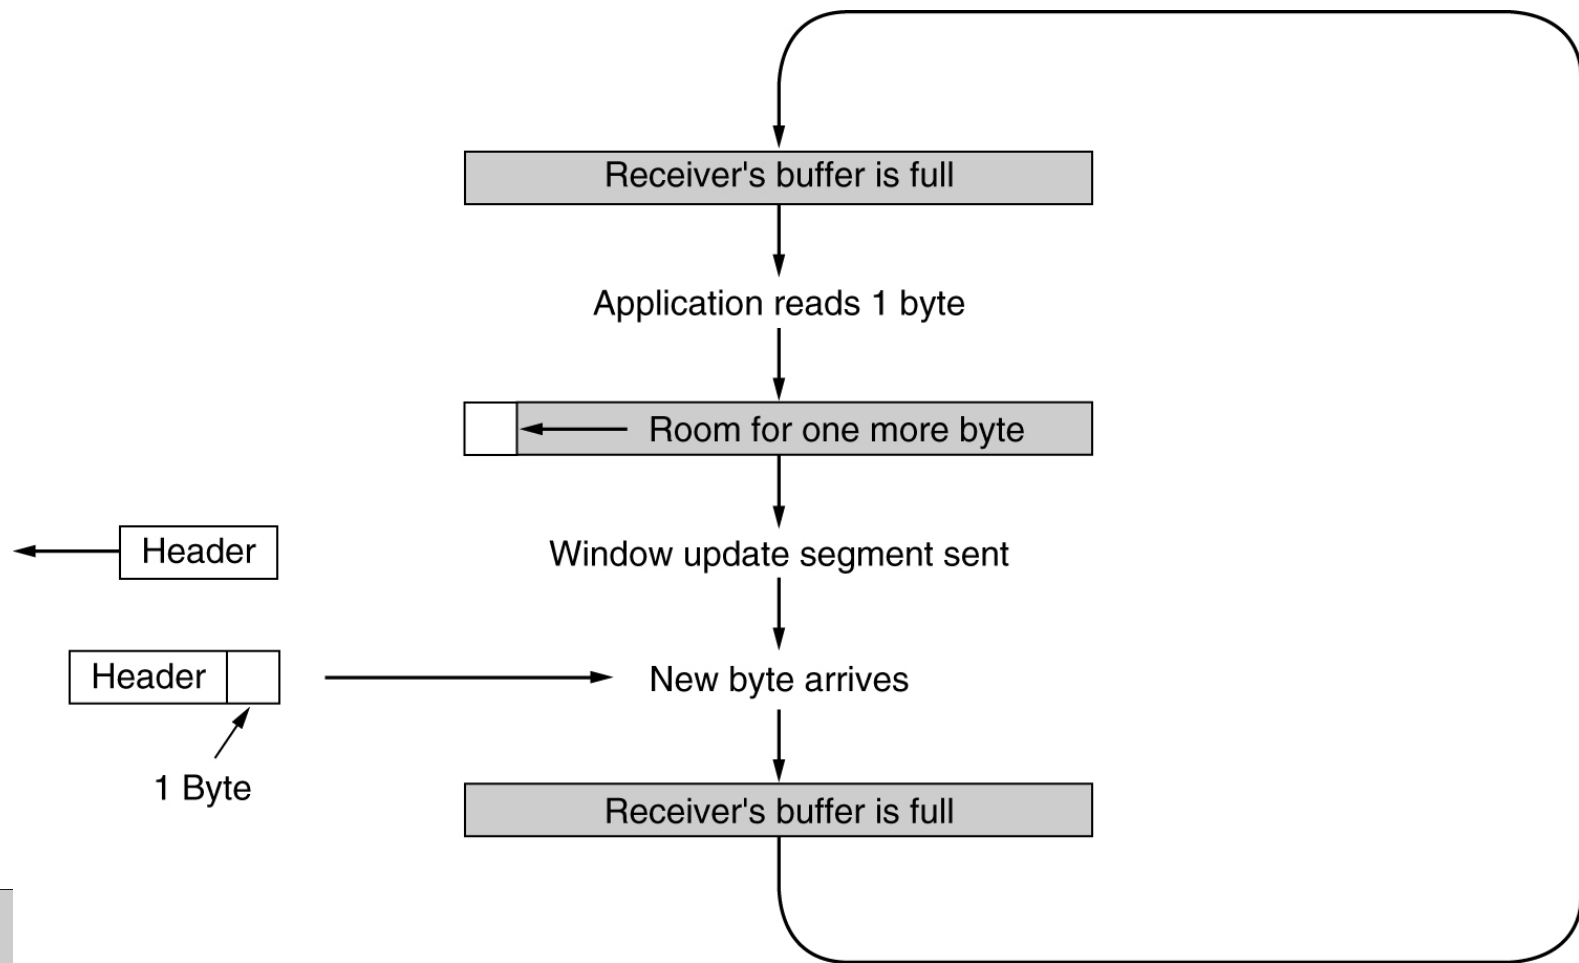 Receiver's buffer is full
Application reads 1 byte
Room for one more byte
Header
Window update segment sent
Header
New byte arrives
1 Byte
Receiver's buffer is full